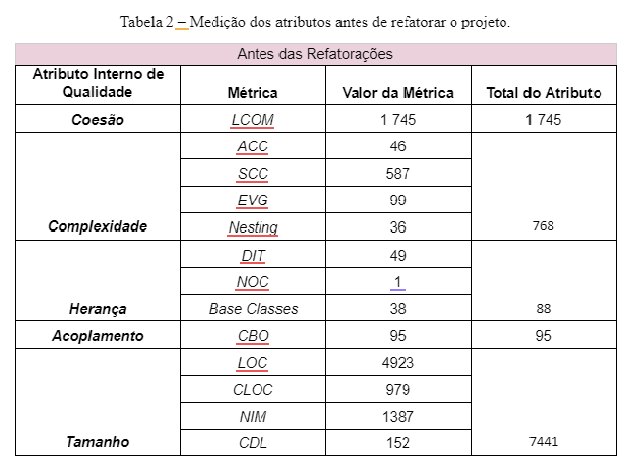 Tabela 2 – Medição dos atributos antes de refatorar o projeto.
Antes das Refatorações
Atributo Interno de Qualidade Métrica Valor da Métrica Total do Atributo
Coesão LCOM 1 745 1 745
ACC 46
SCC 587
EVG 99
Complexidade Nesting 36 768
DIT 49
NOC 1
Herança Base Classes 38 88
Acoplamento CBO 95 95
LOC 4923
CLOC 979
NIM 1387
Tamanho CDL 152 7441